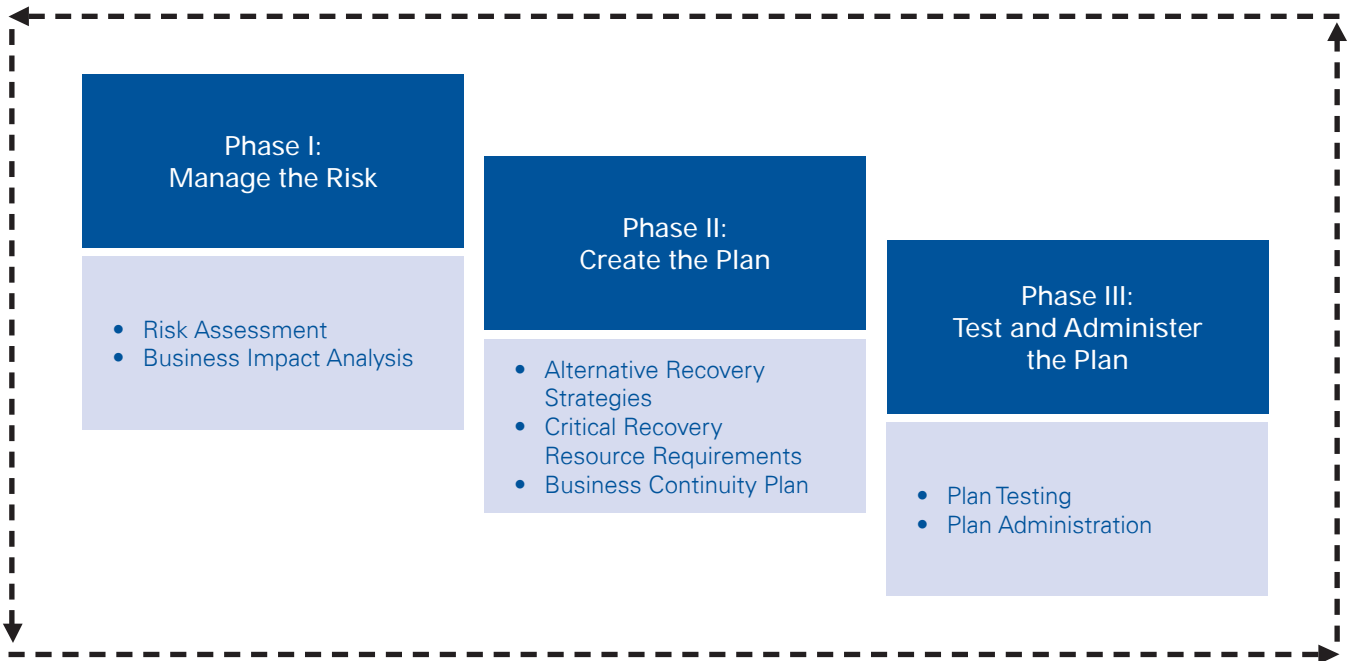 Phase I:
Manage the Risk
• Risk Assessment
• Business Impact Analysis
Phase II:
Create the Plan
• Alternative Recovery
Strategies
• Critical Recovery
Resource Requirements
• Business Continuity Plan
Phase III:
Test and Administer
the Plan
• Plan Testing
• Plan Administration